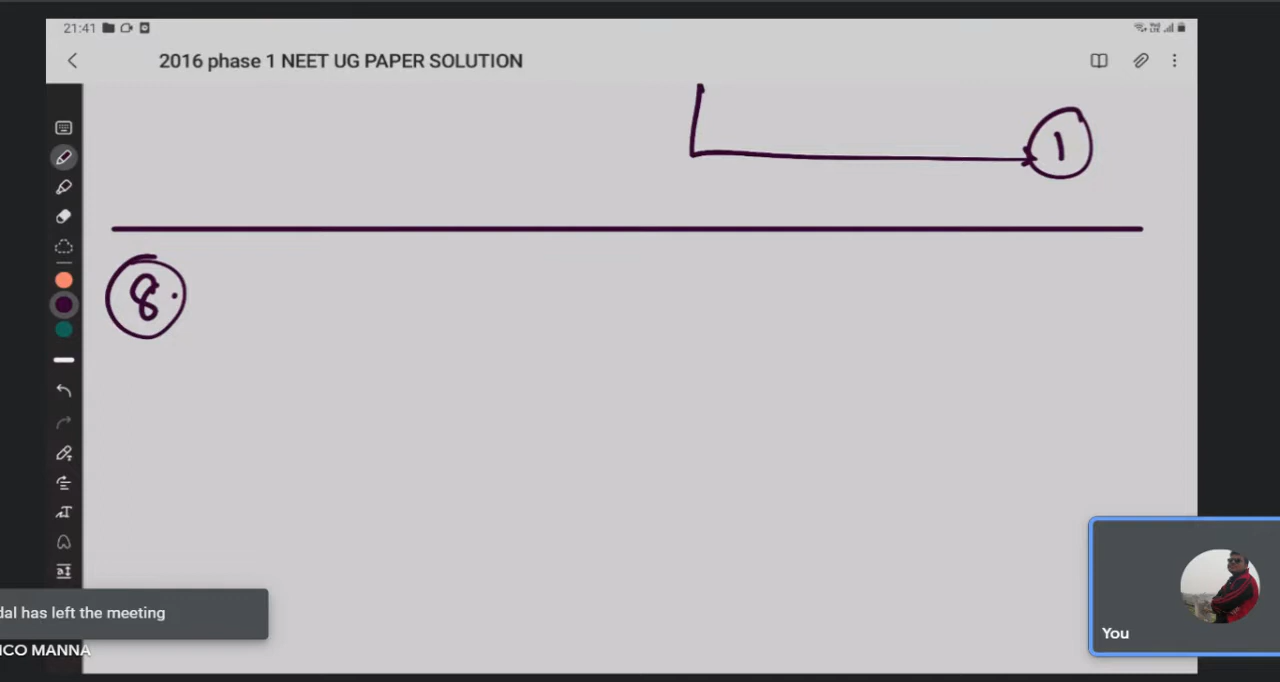 21:41
2016 phase 1 NEET UG PAPER SOLUTION
1
8.
dal has left the meeting
ICO MANNA
You